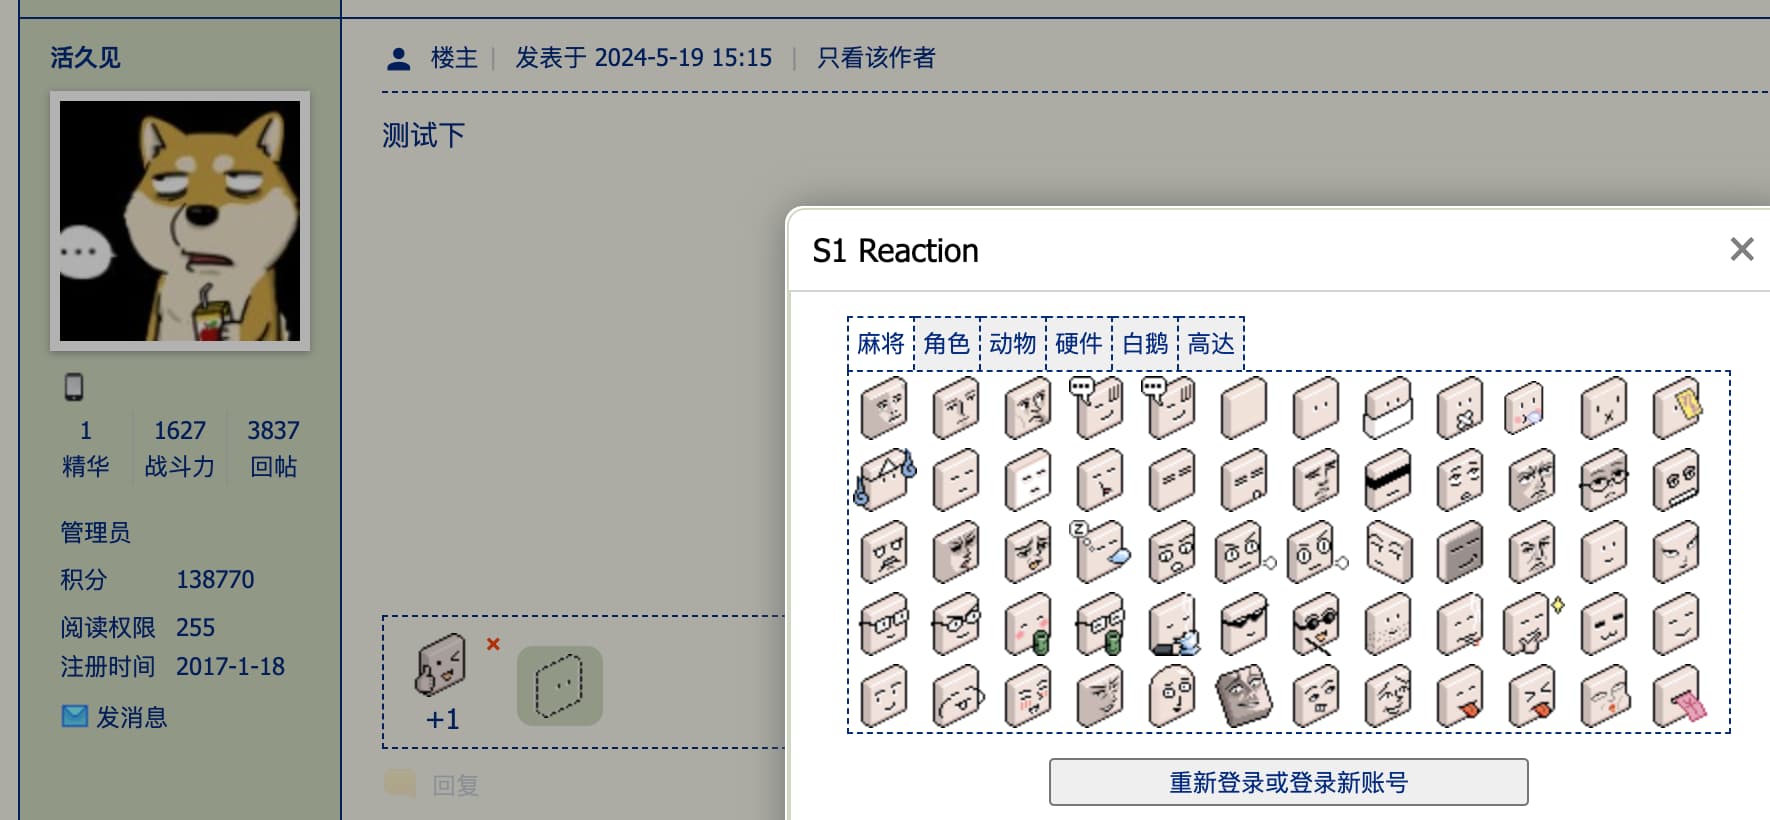 活久见
楼主 | 发表于 2024-5-19 15:15 | 只看该作者
测试下
1 1627 3837
精华 战斗力 回帖
管理员
积分 138770
阅读权限 255
注册时间 2017-1-18
发消息
+1
回复
S1 Reaction
麻将 角色 动物 硬件 白鹅 高达
Z
重新登录或登录新账号